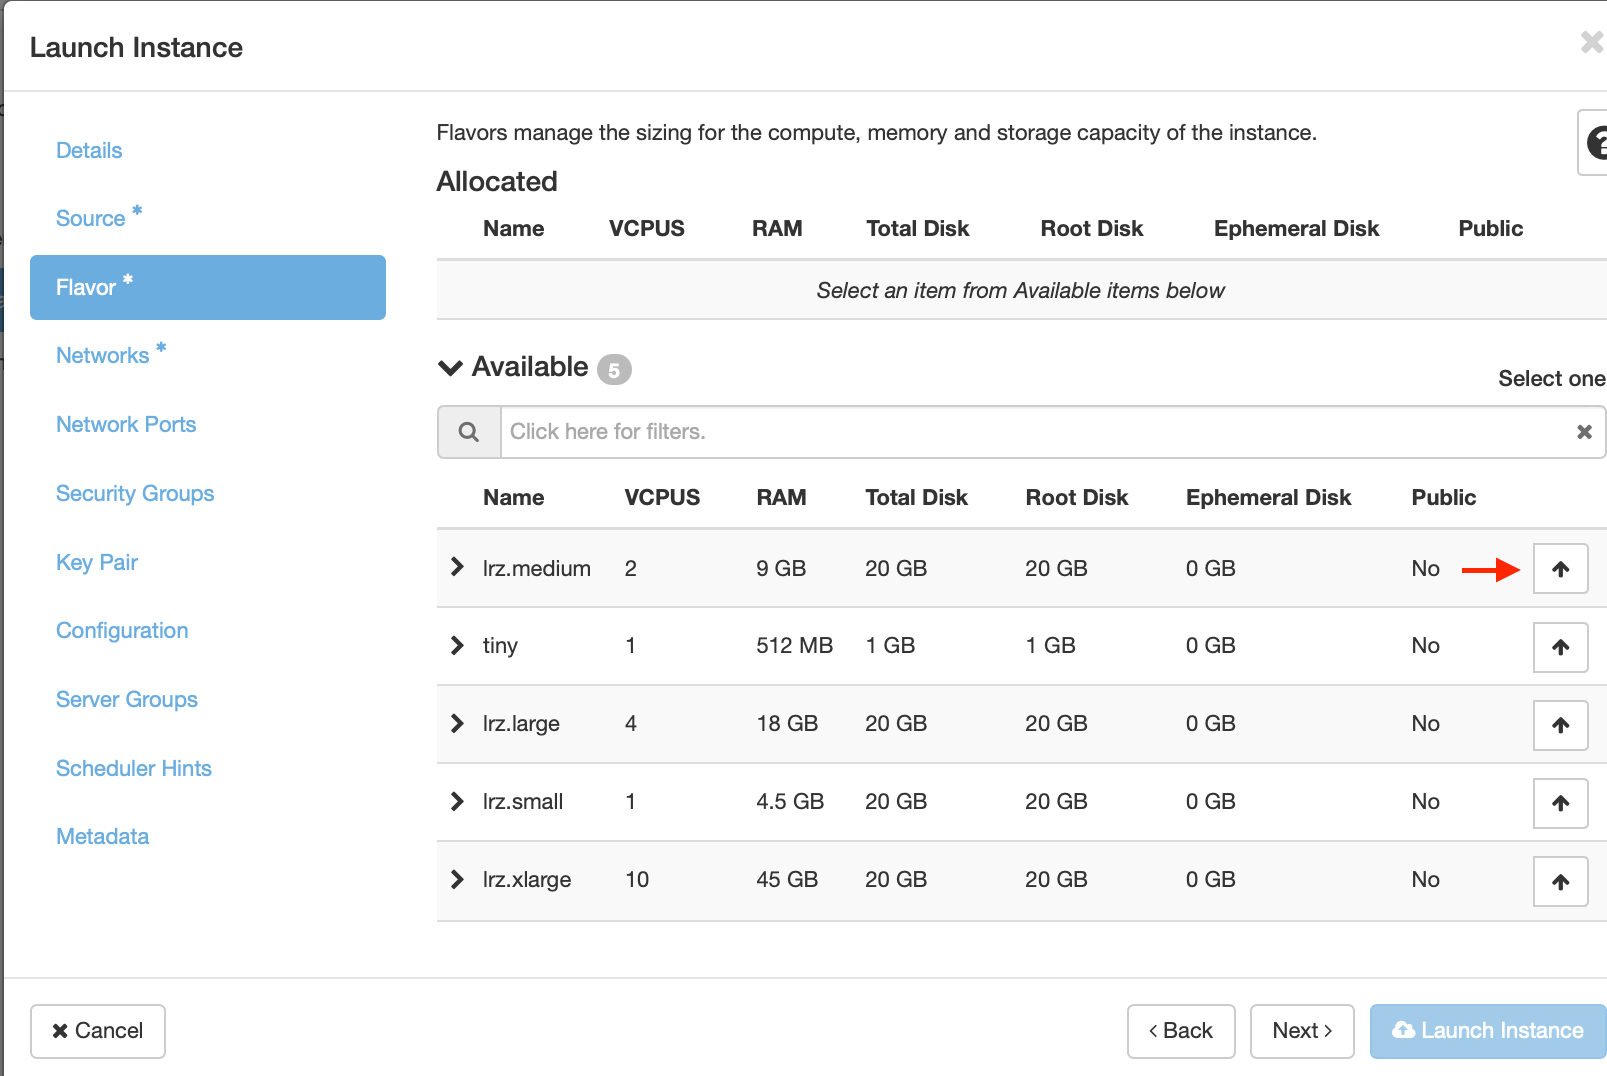 Launch Instance
Details
Source *
Flavor *
Networks *
Network Ports
Security Groups
Key Pair
Configuration
Server Groups
Scheduler Hints
Metadata
Flavors manage the sizing for the compute, memory and storage capacity of the instance.
Allocated
Name VCPUS RAM Total Disk Root Disk Ephemeral Disk Public
Select an item from Available items below
Available 5
Select one
Click here for filters.
Name VCPUS RAM Total Disk Root Disk Ephemeral Disk Public
lrz.medium 2 9 GB 20 GB 20 GB 0 GB No
tiny 1 512 MB 1 GB 1 GB 0 GB No
lrz.large 4 18 GB 20 GB 20 GB 0 GB No
lrz.small 1 4.5 GB 20 GB 20 GB 0 GB No
lrz.xlarge 10 45 GB 20 GB 20 GB 0 GB No
Cancel
Back
Next
Launch Instance